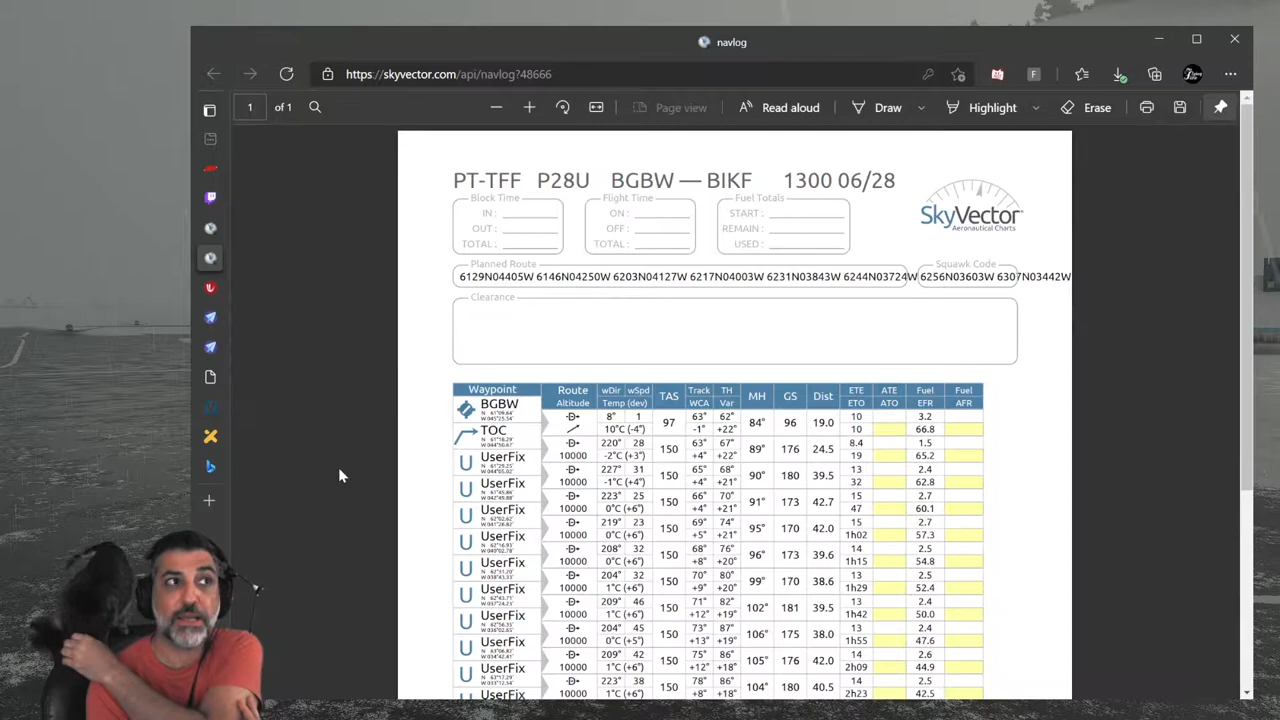 navlog
https://skyvector.com/api/navlog?48666
F
1 of 1
Page view
Read aloud
Draw
Highlight
Erase
PT-TFF P28U BGBW — BIKF 1300 06/28
Block Time
IN :
OUT :
TOTAL :
Flight Time
ON :
OFF :
TOTAL :
Fuel Totals
START :
REMAIN :
USED :
SkyVector
Aeronautical Charts
Planned Route
Squawk Code
6129N04405W 6146N04250W 6203N04127W 6217N04003W 6231N03843W 6244N03724W 6256N03603W 6307N03442W
Clearance
Waypoint Route wDir wSpd TAS Track TH MH GS Dist ETE ATE Fuel Fuel
Altitude Temp (dev) WCA Var ETO ATO EFR AFR
BGBW 8° 1 97 63° 62° 84° 96 19.0 10 3.2
10°C (-4°) -1° +22° 10 66.8
TOC 220° 28 150 63° 67° 89° 176 24.5 8.4 1.5
10000 -2°C (+3°) +4° +22° 19 65.2
UserFix 227° 31 150 65° 68° 90° 180 39.5 13 2.4
10000 -1°C (+4°) +4° +21° 32 62.8
UserFix 223° 25 150 66° 70° 91° 173 42.7 15 2.7
10000 0°C (+6°) +4° +21° 47 60.1
UserFix 219° 23 150 69° 74° 95° 170 42.0 15 2.7
10000 0°C (+6°) +5° +21° 1h02 57.3
UserFix 208° 32 150 68° 76° 96° 173 39.6 14 2.5
10000 0°C (+6°) +8° +20° 1h15 54.8
UserFix 204° 32 150 70° 80° 99° 170 38.6 13 2.5
10000 1°C (+6°) +9° +20° 1h29 52.4
UserFix 209° 46 150 71° 82° 102° 181 39.5 13 2.4
10000 1°C (+6°) +12° +19° 1h42 50.0
UserFix 204° 45 150 73° 87° 106° 175 38.0 13 2.4
10000 0°C (+5°) +13° +19° 1h55 47.6
UserFix 209° 42 150 75° 86° 105° 176 42.0 14 2.6
10000 1°C (+6°) +12° +18° 2h09 44.9
UserFix 223° 38 150 78° 86° 104° 180 40.5 14 2.5
10000 1°C (+6°) +8° +18° 2h23 42.5
UserFix